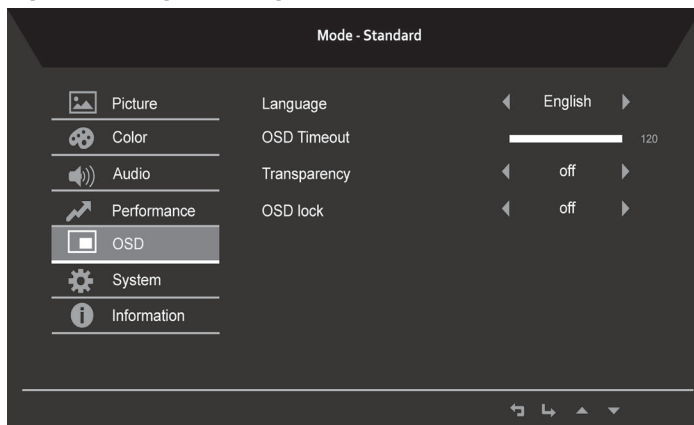 Mode - Standard
Picture
Color
Audio
Performance
OSD
System
Information
Language English
OSD Timeout 120
Transparency off
OSD lock off